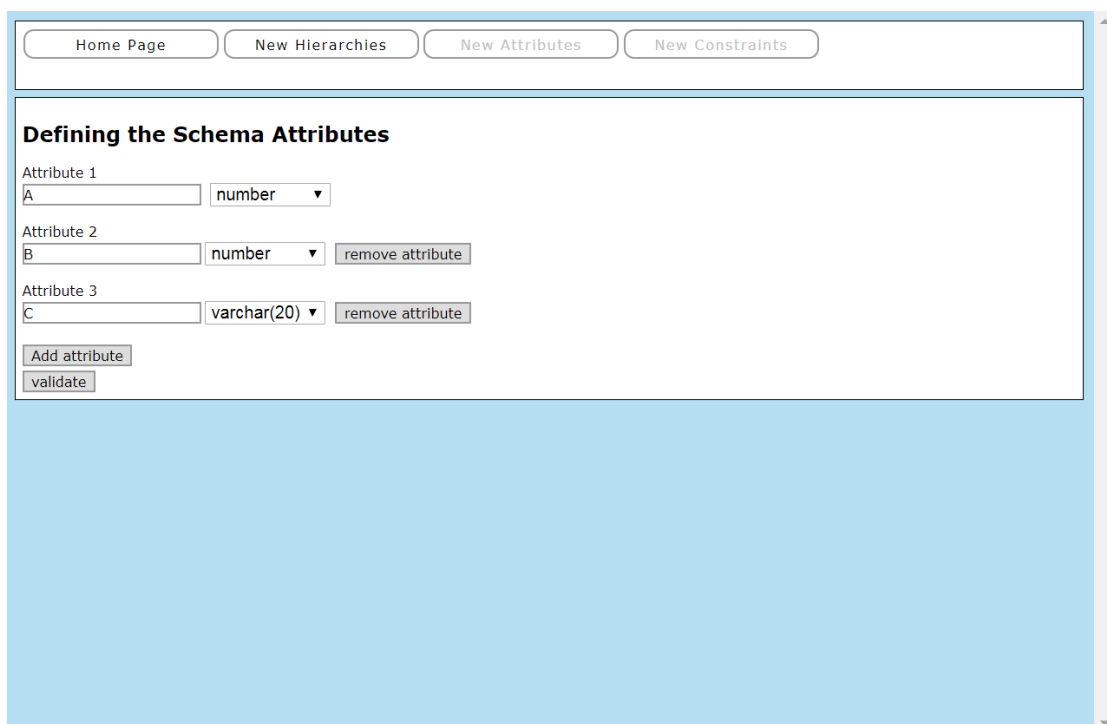 Home Page New Hierarchies New Attributes New Constraints
Defining the Schema Attributes
Attribute 1
A number
Attribute 2
B number remove attribute
Attribute 3
C varchar(20) remove attribute
Add attribute
validate